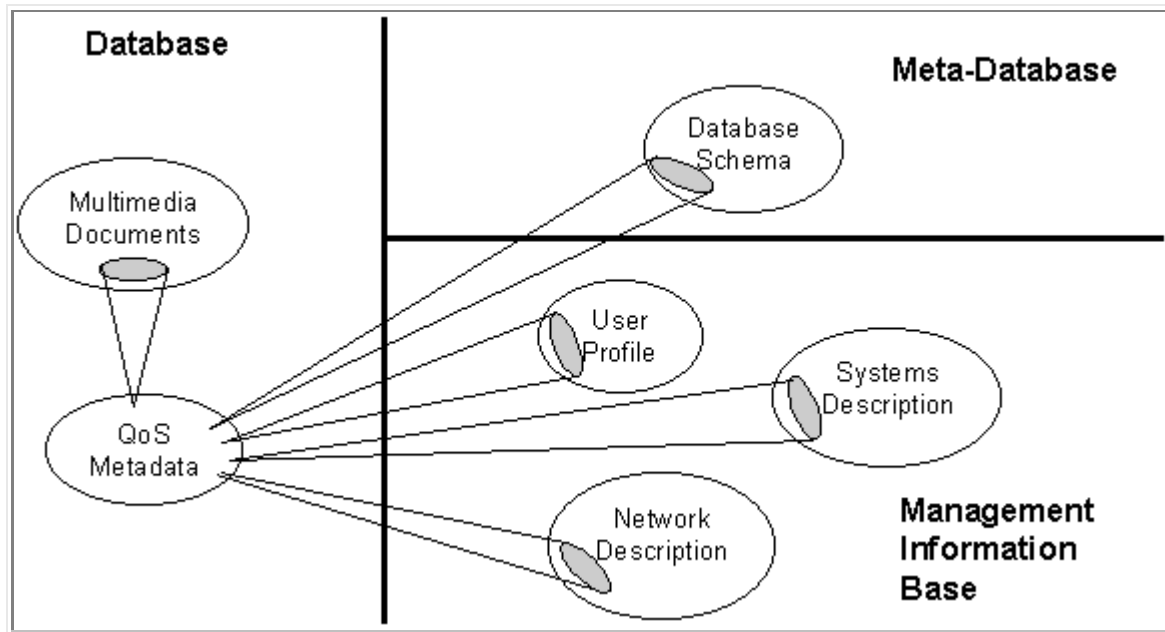 Database
Meta-Database
Database
Schema
Multimedia
Documents
User
Profile
Systems
Description
QoS
Metadata
Network
Description
Management
Information
Base